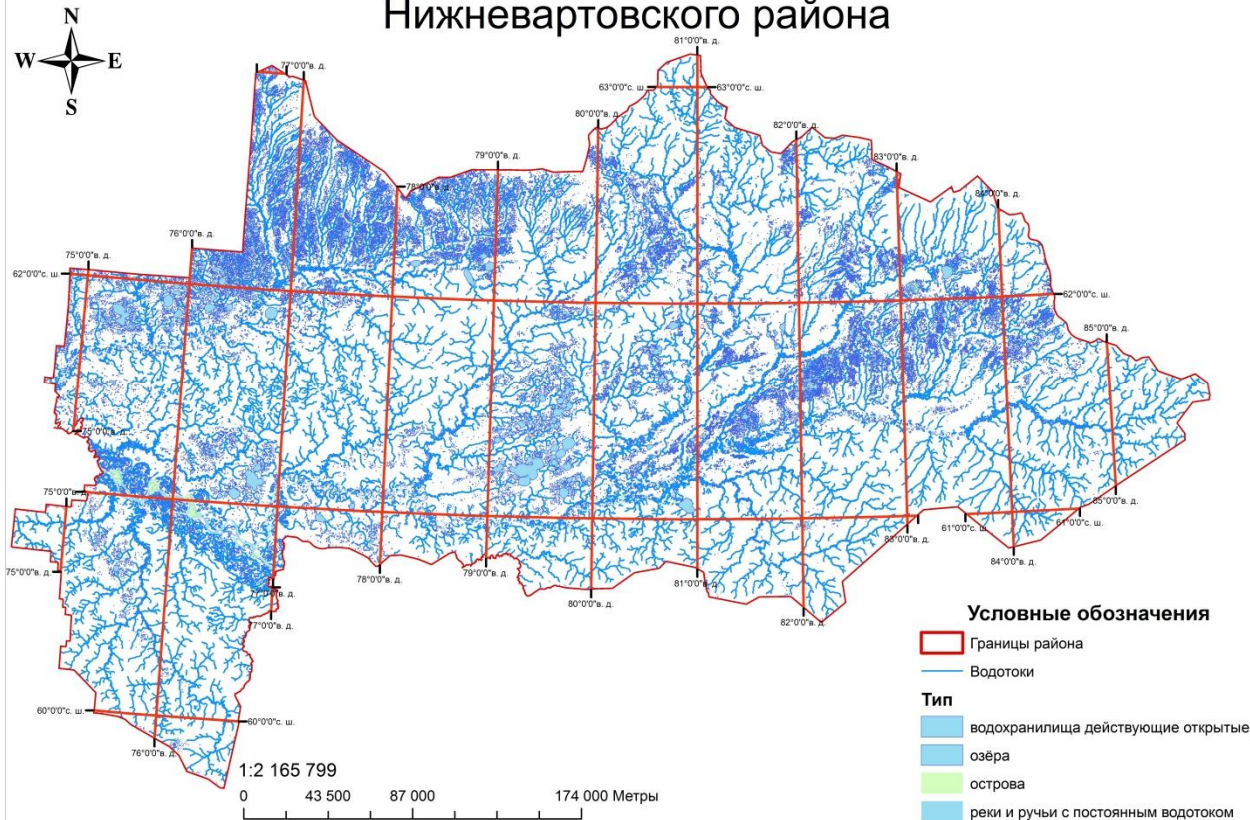 Нижневартовского района
N
W E
S
81°0'0"в. д.
77°0'0"в. д.
63°0'0"с. ш. 63°0'0"с. ш.
80°0'0"в. д.
82°0'0"в. д.
79°0'0"в. д.
83°0'0"в. д.
78°0'0"в. д.
84°0'0"в. д.
76°0'0"в. д.
75°0'0"в. д.
62°0'0"с. ш.
62°0'0"с. ш.
85°0'0"в. д.
75°0'0"в. д.
75°0'0"в. д.
85°0'0"в. д.
61°0'0"с. ш. 61°0'0"с. ш.
83°0'0"в. д.
84°0'0"в. д.
75°0'0"в. д.
78°0'0"в. д.
79°0'0"в. д.
81°0'0"в. д.
77°0'0"в. д.
80°0'0"в. д.
82°0'0"в. д.
77°0'0"в. д.
60°0'0"с. ш.
60°0'0"с. ш.
76°0'0"в. д.
1:2 165 799
0 43 500 87 000 174 000 Метры
Условные обозначения
Границы района
Водотоки
Тип
водохранилища действующие открытые
озёра
острова
реки и ручьи с постоянным водотоком